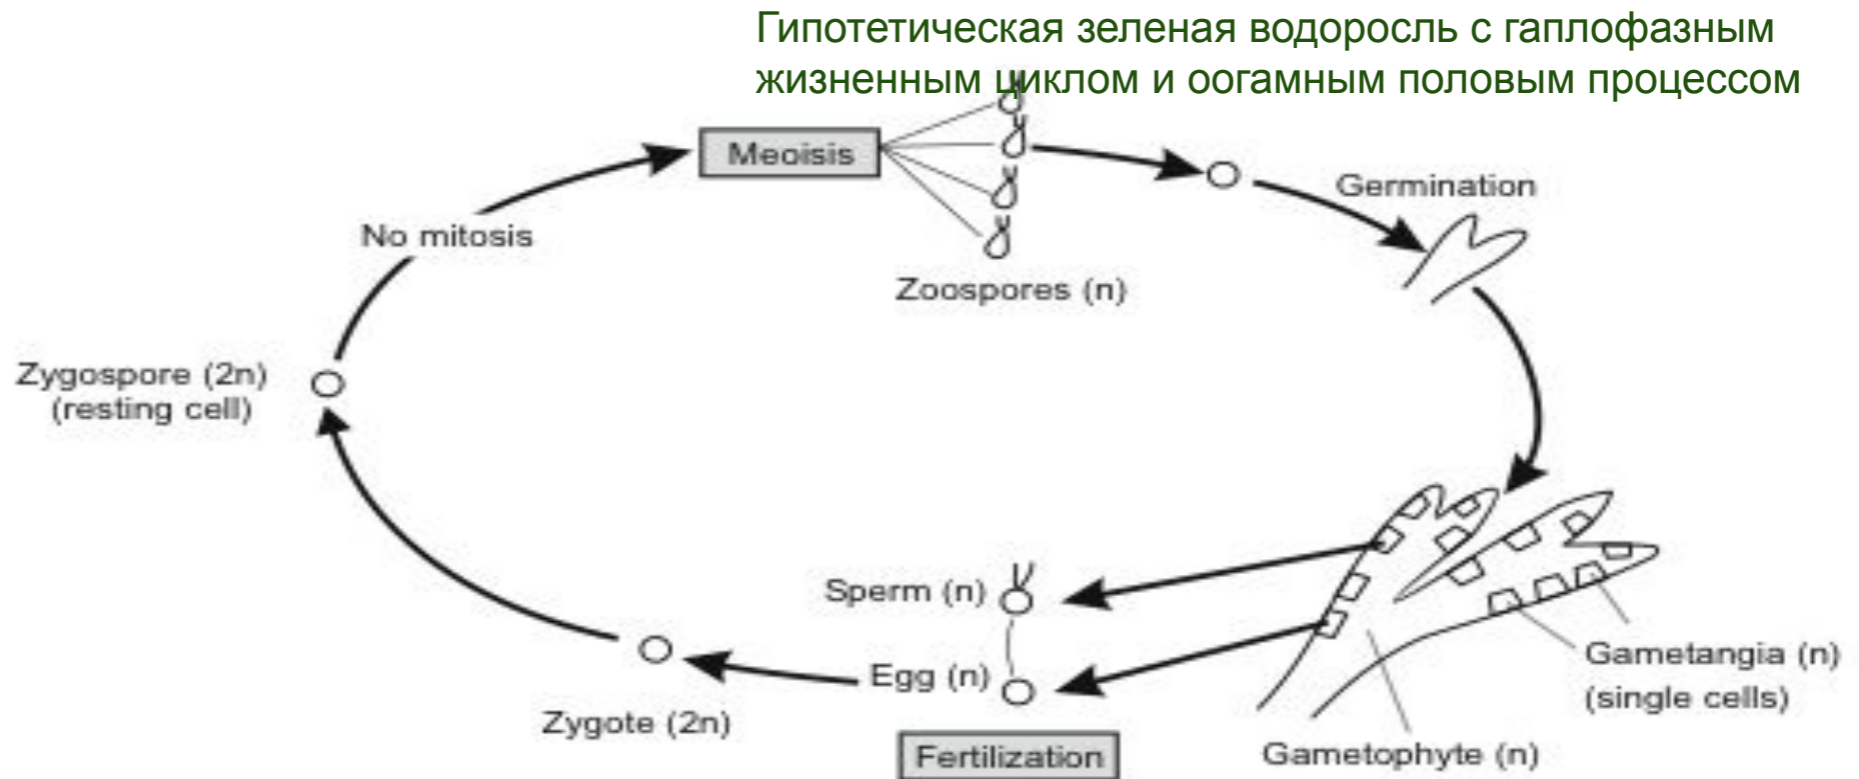 Гипотетическая зеленая водоросль с гаплофазным
жизненным циклом и оогамным половым процессом
Meoisis
Germination
No mitosis
Zoospores (n)
Zygospore (2n)
(resting cell)
Sperm (n)
Egg (n)
Gametangia (n)
(single cells)
Zygote (2n)
Fertilization
Gametophyte (n)